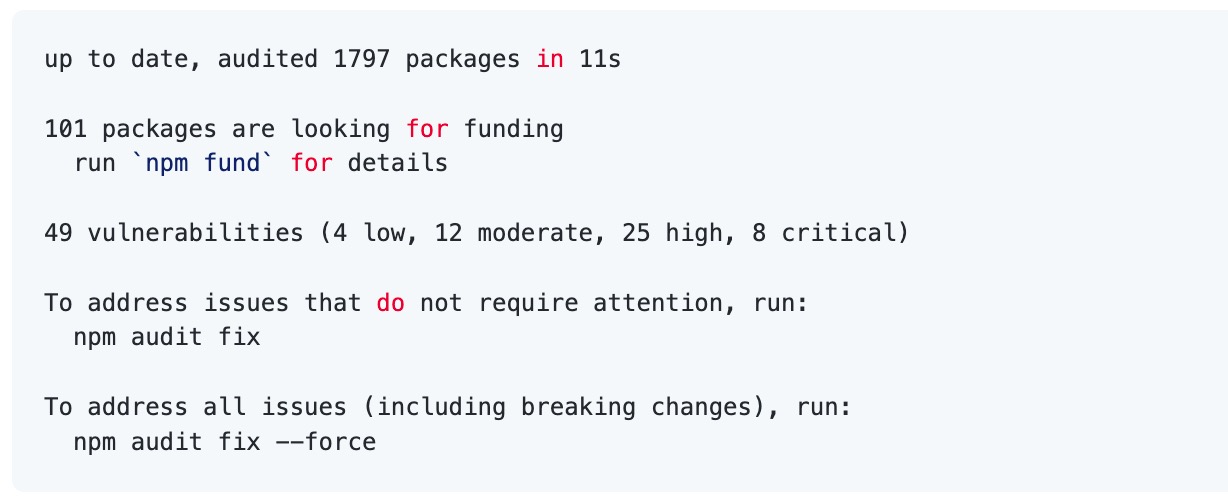 up to date, audited 1797 packages in 11s
101 packages are looking for funding
run `npm fund` for details
49 vulnerabilities (4 low, 12 moderate, 25 high, 8 critical)
To address issues that do not require attention, run:
npm audit fix
To address all issues (including breaking changes), run:
npm audit fix --force